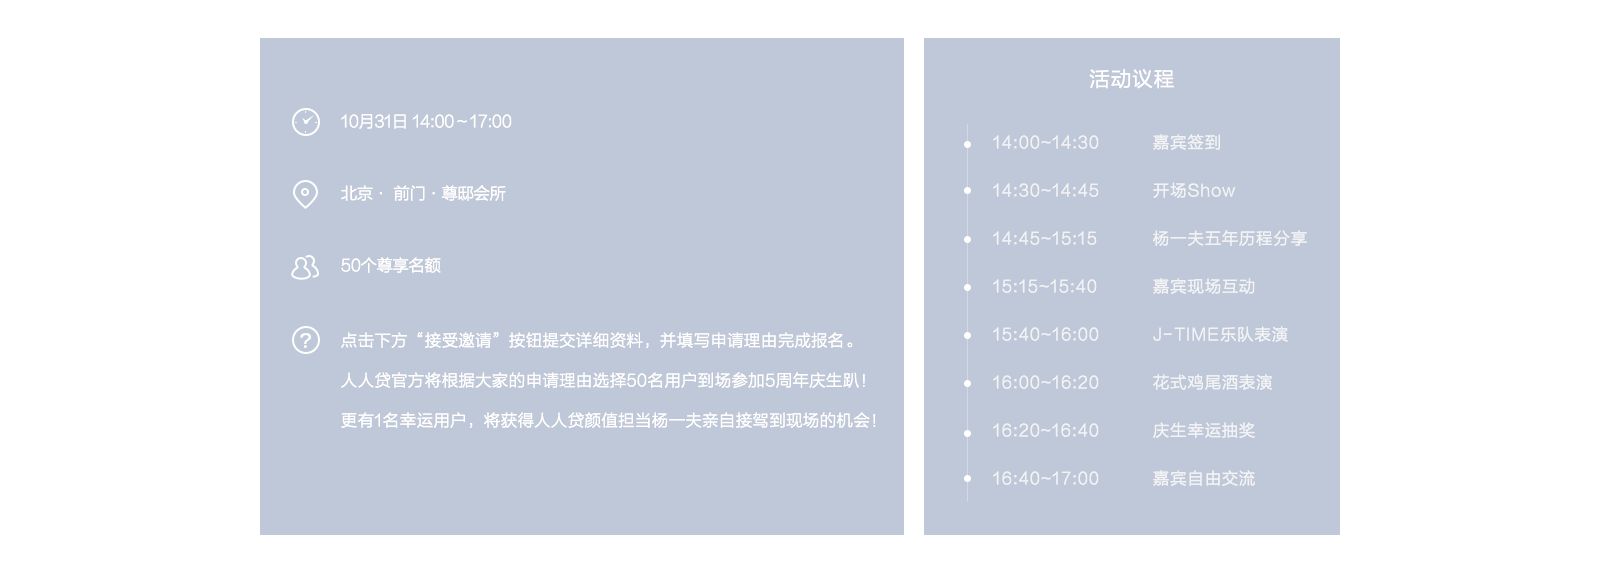 10月31日 14:00~17:00
北京· 前门·尊邸会所
50个尊享名额
点击下方“接受邀请”按钮提交详细资料，并填写申请理由完成报名。
人人贷官方将根据大家的申请理由选择50名用户到场参加5周年庆生趴！
更有1名幸运用户，将获得人人贷颜值担当杨一夫亲自接驾到现场的机会！
活动议程
14:00~14:30 嘉宾签到
14:30~14:45 开场Show
14:45~15:15 杨一夫五年历程分享
15:15~15:40 嘉宾现场互动
15:40~16:00 J-TIME乐队表演
16:00~16:20 花式鸡尾酒表演
16:20~16:40 庆生幸运抽奖
16:40~17:00 嘉宾自由交流